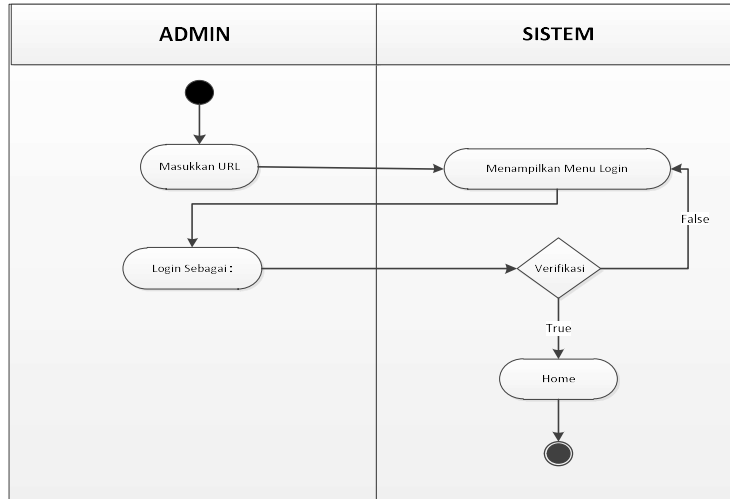 ADMIN
SISTEM
Masukkan URL
Menampilkan Menu Login
False
Login Sebagai :
Verifikasi
True
Home